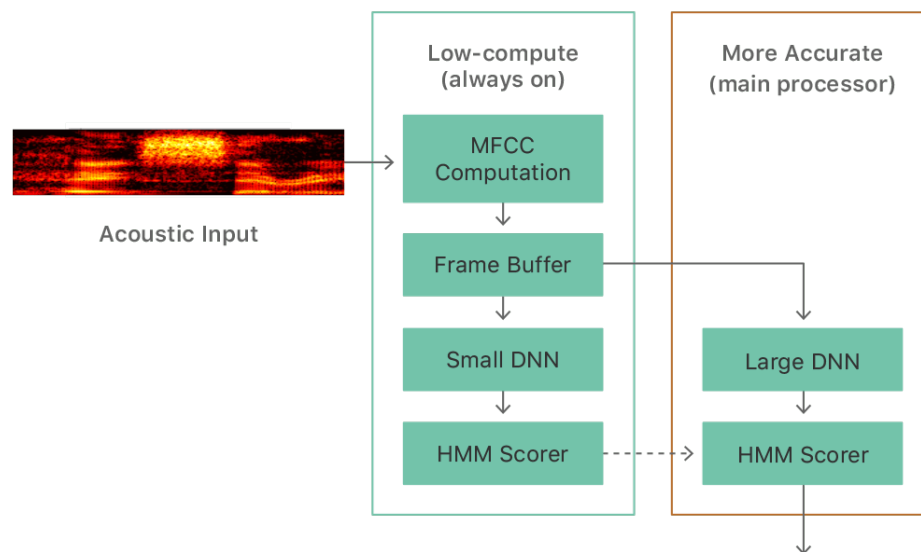 Low-compute
(always on)
More Accurate
(main processor)
MFCC
Computation
Acoustic Input
Frame Buffer
Small DNN
Large DNN
HMM Scorer
HMM Scorer